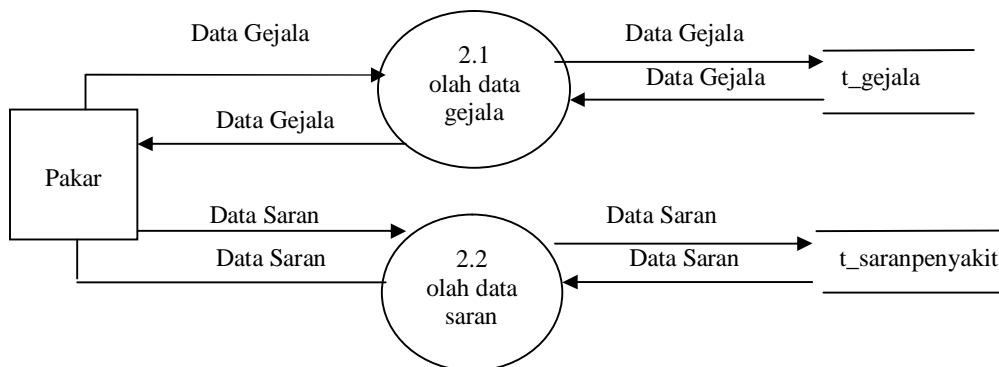 Data Gejala
Data Gejala
2.1
olah data
gejala
Data Gejala
t_gejala
Data Gejala
Pakar
Data Saran
Data Saran
Data Saran
Data Saran
2.2
olah data
saran
t_saranpenyakit